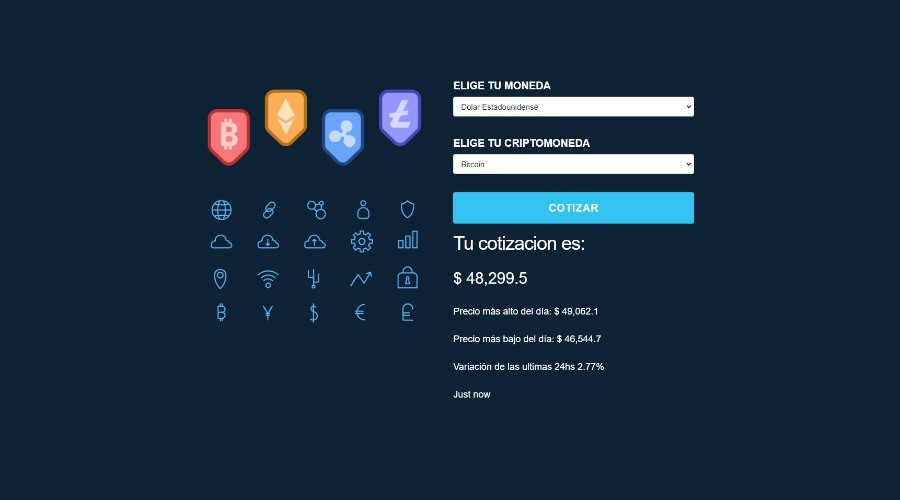 ELIGE TU MONEDA
Dolar Estadounidense
ELIGE TU CRIPTOMONEDA
Bitcoin
COTIZAR
Tu cotizacion es:
$ 48,299.5
Precio más alto del día: $ 49,062.1
Precio más bajo del día: $ 46,544.7
Variación de las ultimas 24hs 2.77%
Just now